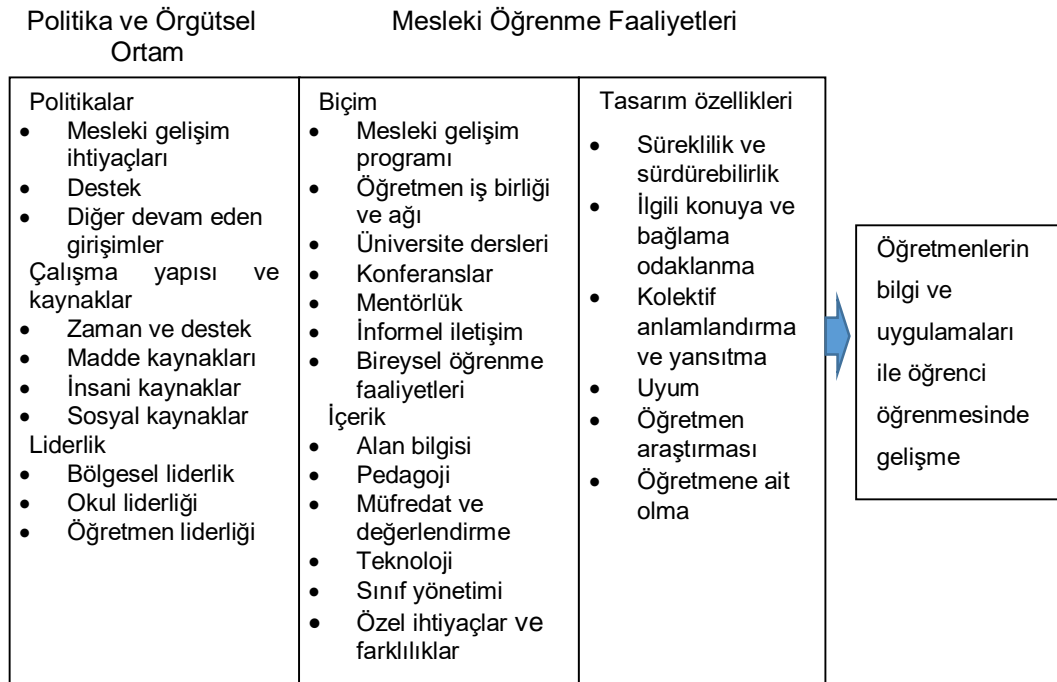 Politika ve Örgütsel
Ortam
Mesleki Öğrenme Faaliyetleri
Politikalar
• Mesleki gelişim
ihtiyaçları
• Destek
• Diğer devam eden
girişimler
Çalışma yapısı ve
kaynaklar
• Zaman ve destek
• Madde kaynakları
• İnsani kaynaklar
• Sosyal kaynaklar
Liderlik
• Bölgesel liderlik
• Okul liderliği
• Öğretmen liderliği
Biçim
• Mesleki gelişim
programı
• Öğretmen iş birliği
ve ağı
• Üniversite dersleri
• Konferanslar
• Mentörlük
• İnformel iletişim
• Bireysel öğrenme
faaliyetleri
İçerik
• Alan bilgisi
• Pedagoji
• Müfredat ve
değerlendirme
• Teknoloji
• Sınıf yönetimi
• Özel ihtiyaçlar ve
farklılıklar
Tasarım özellikleri
• Süreklilik ve
sürdürebilirlik
• İlgili konuya ve
bağlama
odaklanma
• Kolektif
anlamlandırma
ve yansıtma
• Uyum
• Öğretmen
araştırması
• Öğretmene ait
olma
Öğretmenlerin
bilgi ve
uygulamaları
ile öğrenci
öğrenmesinde
gelişme